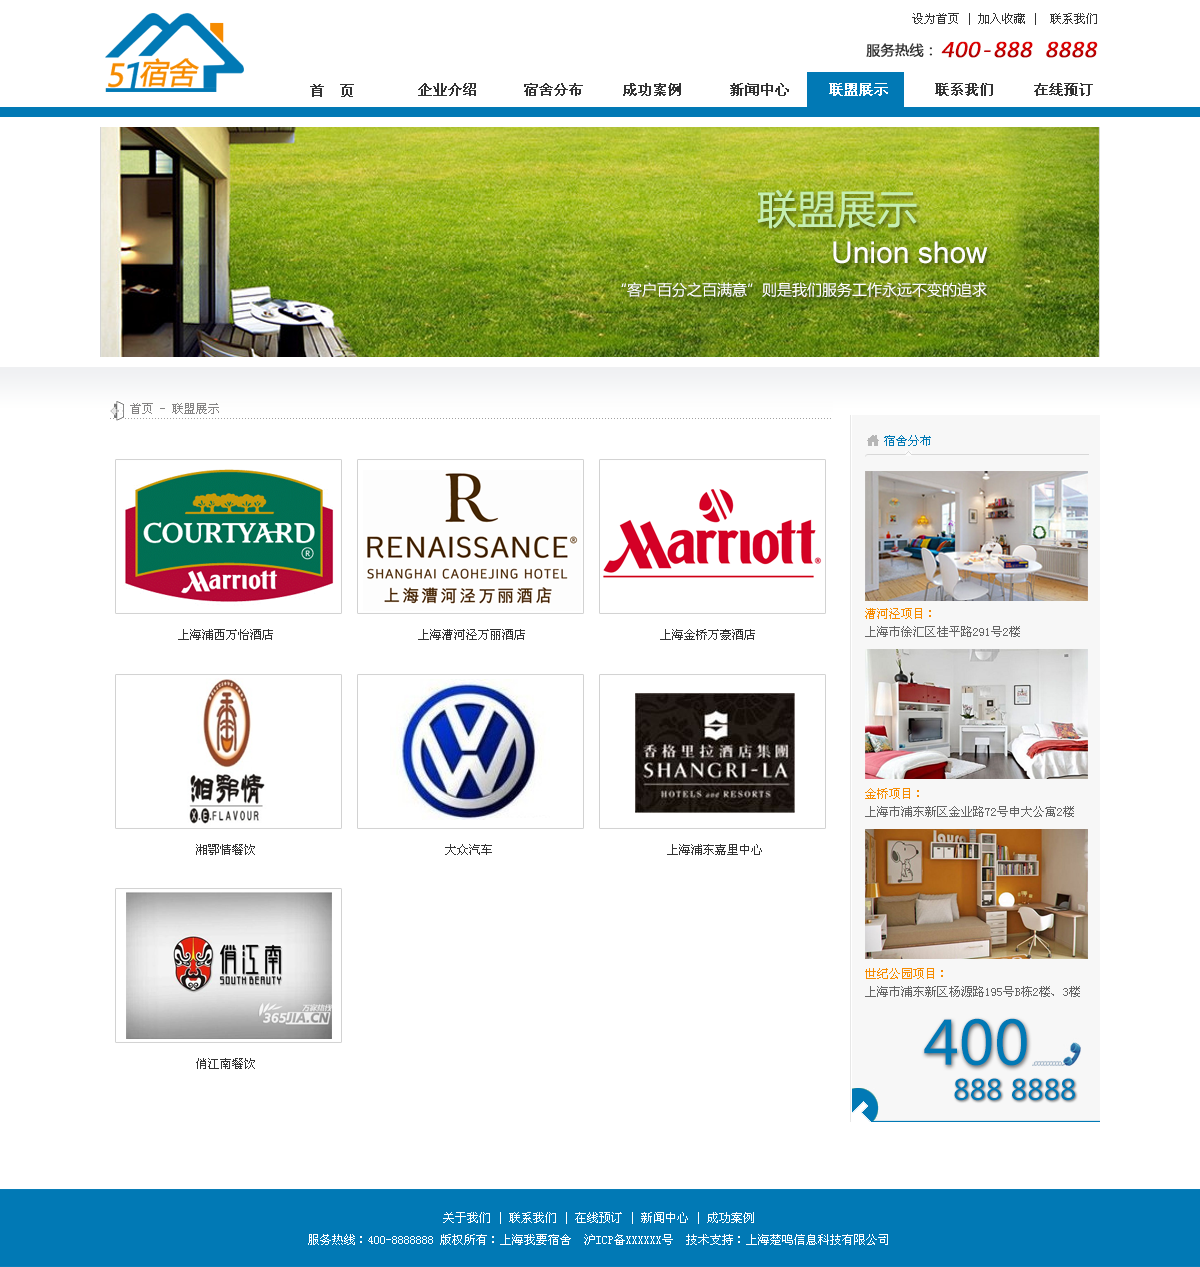 设为首页 | 加入收藏 | 联系我们
服务热线： 400-888 8888
51宿舍
首 页 企业介绍 宿舍分布 成功案例 新闻中心 联盟展示 联系我们 在线预订
联盟展示
Union show
“客户百分之百满意”则是我们服务工作永远不变的追求
首页 - 联盟展示
宿舍分布
COURTYARD ®
Marriott
R
RENAISSANCE®
SHANGHAI CAOHEJING HOTEL
上海漕河泾万丽酒店
Marriott®
上海浦西万怡酒店
上海漕河泾万丽酒店
上海金桥万豪酒店
湘鄂情
X.E.FLAVOUR
香格里拉酒店集團
SHANGRI-LA
HOTELS and RESORTS
湘鄂情餐饮
大众汽车
上海浦东嘉里中心
俏江南
SOUTH BEAUTY
365JIA.CN
俏江南餐饮
漕河泾项目：
上海市徐汇区桂平路291号2楼
金桥项目：
上海市浦东新区金业路72号申大公寓2楼
世纪公园项目：
上海市浦东新区杨源路195号B栋2楼、3楼
400
888 8888
关于我们 | 联系我们 | 在线预订 | 新闻中心 | 成功案例
服务热线：400-8888888 版权所有：上海我要宿舍 沪ICP备XXXXXX号 技术支持：上海楚鸣信息科技有限公司